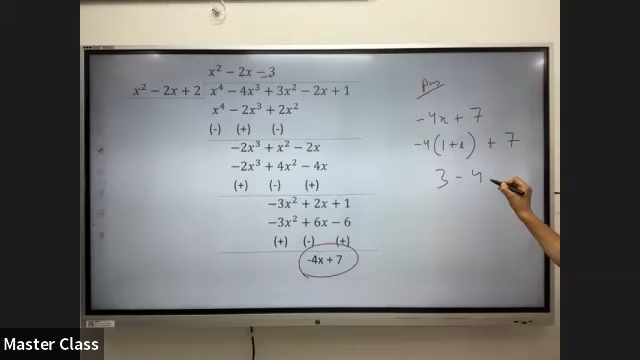 x² − 2x − 3
x² − 2x + 2 x⁴ − 4x³ + 3x² − 2x + 1
x⁴ − 2x³ + 2x²
(-) (+) (-)
−2x³ + x² − 2x
−2x³ + 4x² − 4x
(+) (-) (+)
−3x² + 2x + 1
−3x² + 6x − 6
(+) (-) (+)
-4x + 7
-4x + 7
-4(1+i) + 7
3 - 4
Master Class